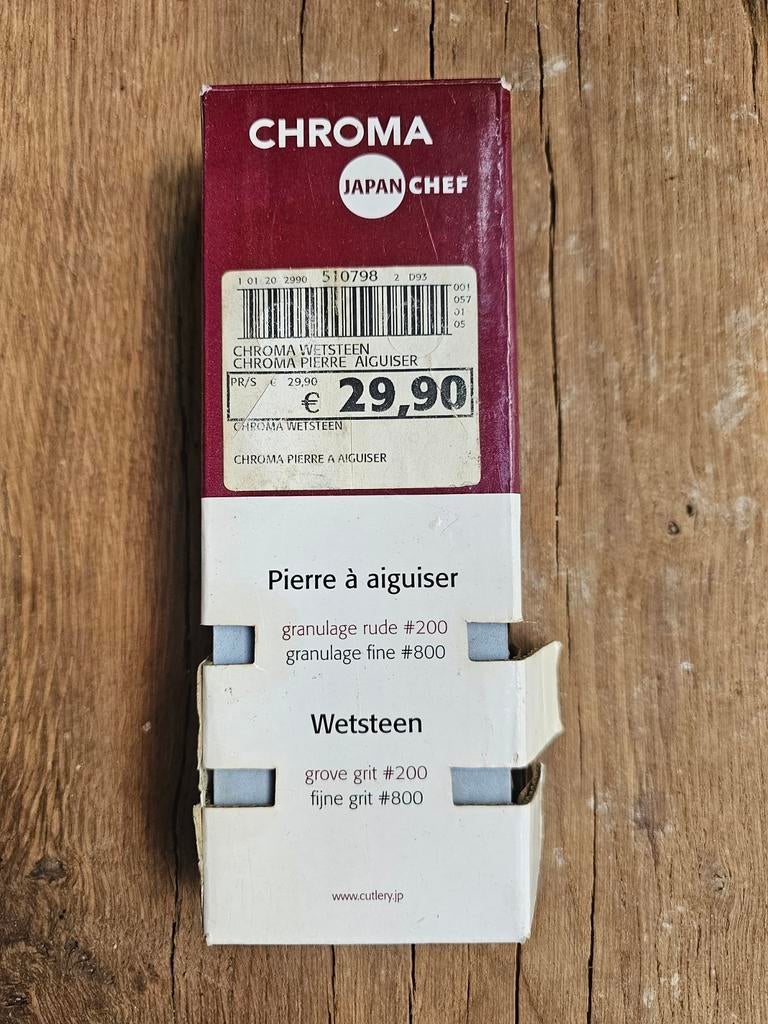 CHROMA
JAPAN CHEF
1 01 20 2990 510798 2 D93
001
057
01
05
CHROMA WETSTEEN
CHROMA PIERRE AIGUISER
PR/S € 29,90
€ 29,90
CHROMA WETSTEEN
CHROMA PIERRE A AIGUISER
Pierre à aiguiser
granulage rude #200
granulage fine #800
Wetsteen
grove grit #200
fijne grit #800
www.cutlery.jp